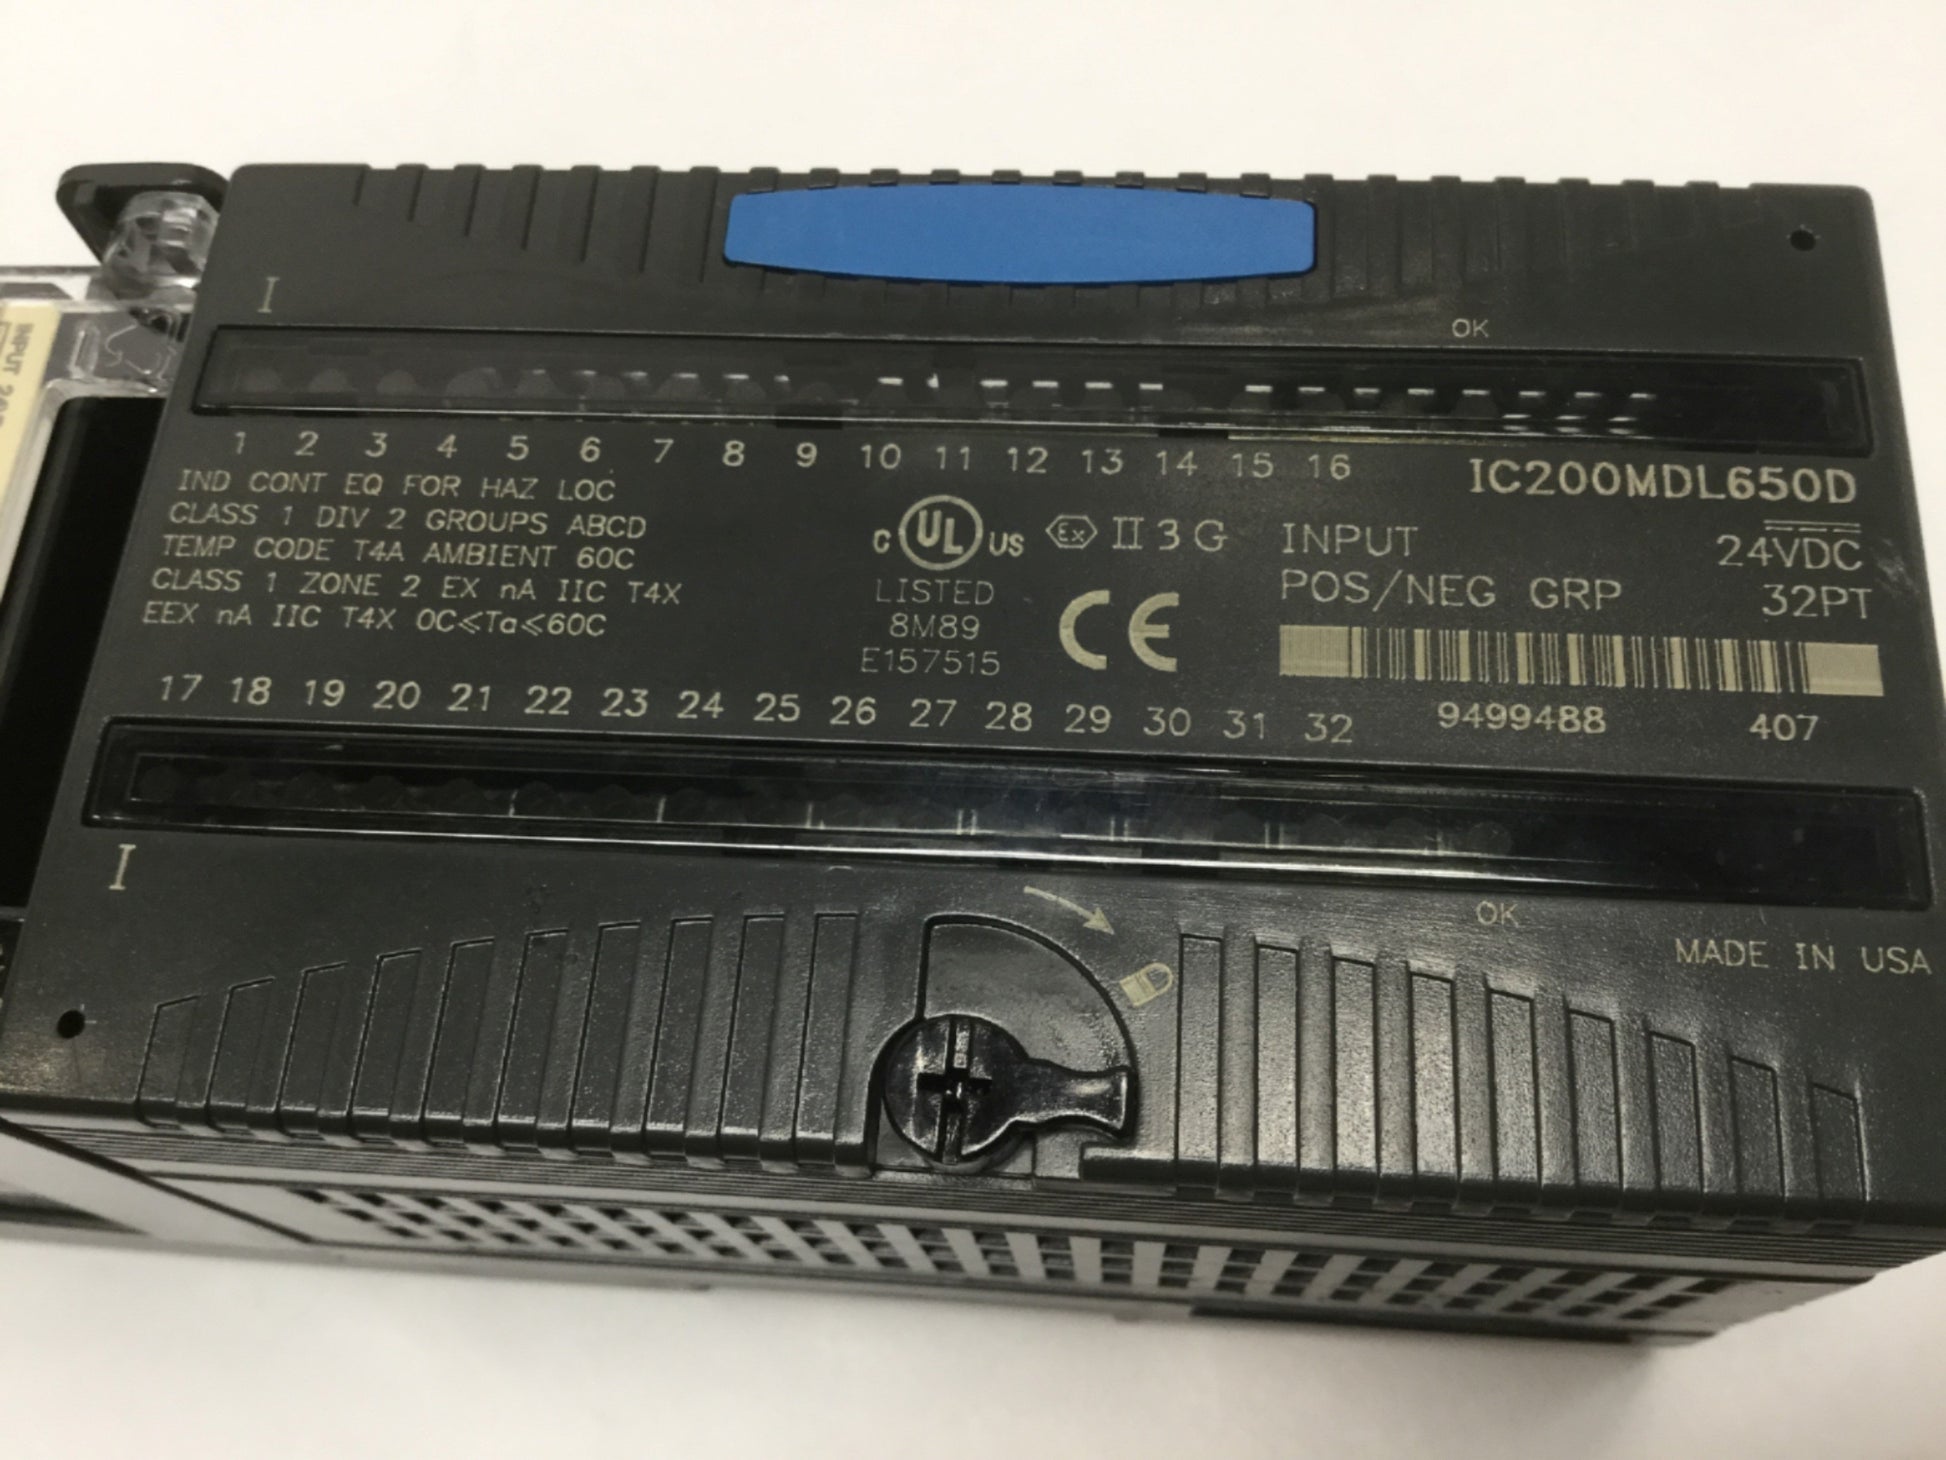 INPUT
I
OK
1 2 3 4 5 6 7 8 9 10 11 12 13 14 15 16
IC200MDL650D
IND CONT EQ FOR HAZ LOC
CLASS 1 DIV 2 GROUPS ABCD
TEMP CODE T4A AMBIENT 60C
CLASS 1 ZONE 2 EX nA IIC T4X
EEX nA IIC T4X 0C≤Ta≤60C
C UL US
LISTED
8M89
E157515
Ex II 3 G
CE
INPUT 24VDC
POS/NEG GRP 32PT
9499488 407
17 18 19 20 21 22 23 24 25 26 27 28 29 30 31 32
I
OK
MADE IN USA